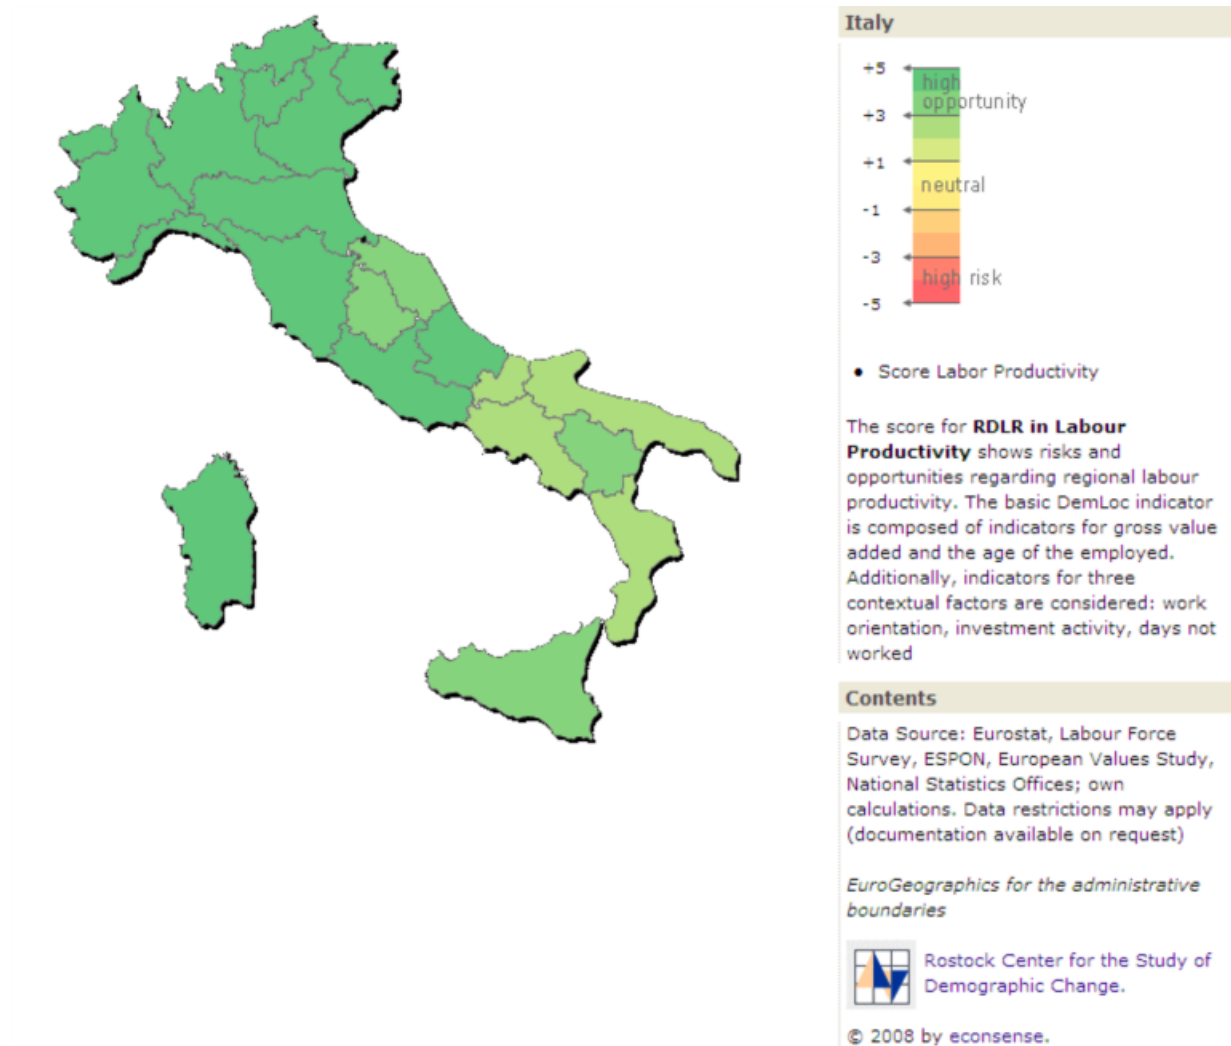 Italy
+5
high
opportunity
+3
+1
neutral
-1
-3
high risk
-5
• Score Labor Productivity
The score for RDLR in Labour
Productivity shows risks and
opportunities regarding regional labour
productivity. The basic DemLoc indicator
is composed of indicators for gross value
added and the age of the employed.
Additionally, indicators for three
contextual factors are considered: work
orientation, investment activity, days not
worked
Contents
Data Source: Eurostat, Labour Force
Survey, ESPON, European Values Study,
National Statistics Offices; own
calculations. Data restrictions may apply
(documentation available on request)
EuroGeographics for the administrative
boundaries
Rostock Center for the Study of
Demographic Change.
© 2008 by econsense.